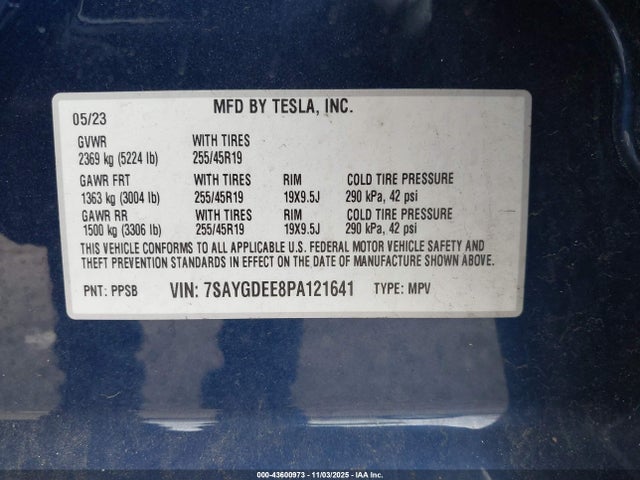 MFD BY TESLA, INC.
05/23
GVWR WITH TIRES
2369 kg (5224 lb) 255/45R19
GAWR FRT WITH TIRES RIM COLD TIRE PRESSURE
1363 kg (3004 lb) 255/45R19 19X9.5J 290 kPa, 42 psi
GAWR RR WITH TIRES RIM COLD TIRE PRESSURE
1500 kg (3306 lb) 255/45R19 19X9.5J 290 kPa, 42 psi
THIS VEHICLE CONFORMS TO ALL APPLICABLE U.S. FEDERAL MOTOR VEHICLE SAFETY AND
THEFT PREVENTION STANDARDS IN EFFECT ON THE DATE OF MANUFACTURE SHOWN ABOVE.
PNT: PPSB VIN: 7SAYGDEE8PA121641 TYPE: MPV
000-43600973 - 11/03/2025 - IAA Inc.